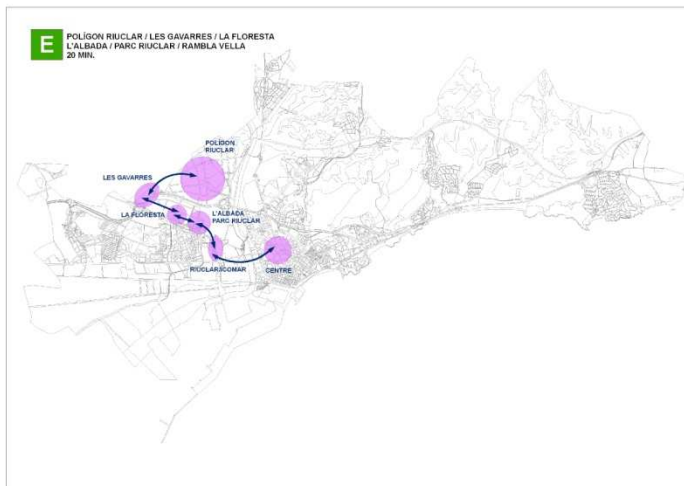 E
POLÍGON RIUCLAR / LES GAVARRES / LA FLORESTA
L'ALBADA / PARC RIUCLAR / RAMBLA VELLA
20 MIN.
POLÍGON
RIUCLAR
LES GAVARRES
LA FLORESTA
L'ALBADA
PARC RIUCLAR
RIUCLAR/ICOMAR
CENTRE